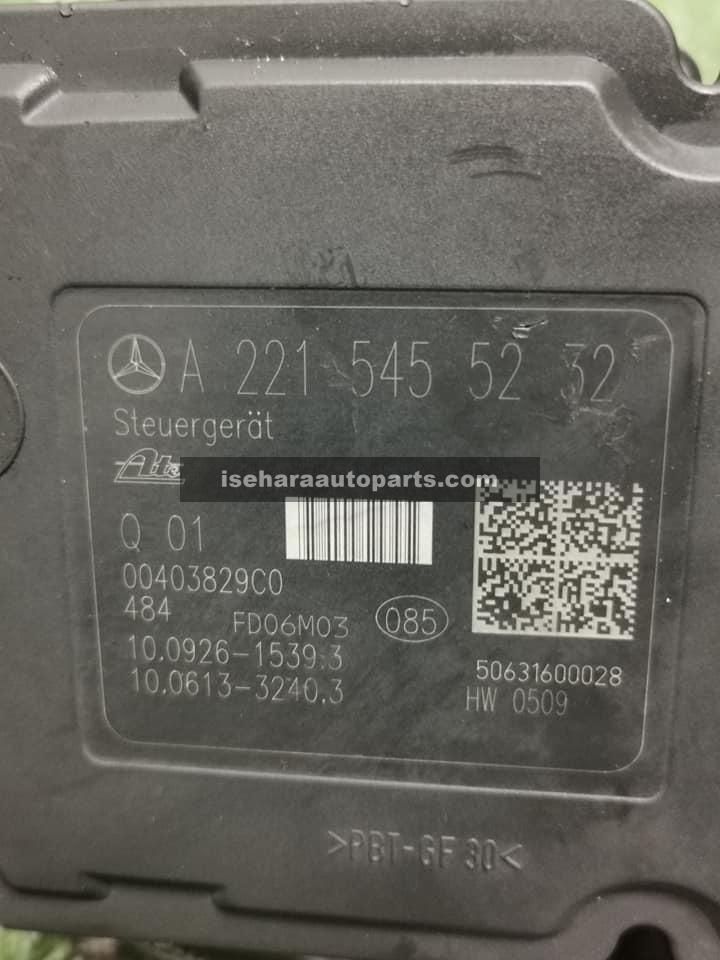 A 221 545 52 32
Steuergerät
Ate
iseharaautoparts.com
Q 01
00403829C0
484 FD06M03 085
10.0926-1539.3
10.0613-3240.3
50631600028
HW 0509
>PBT-GF 30<